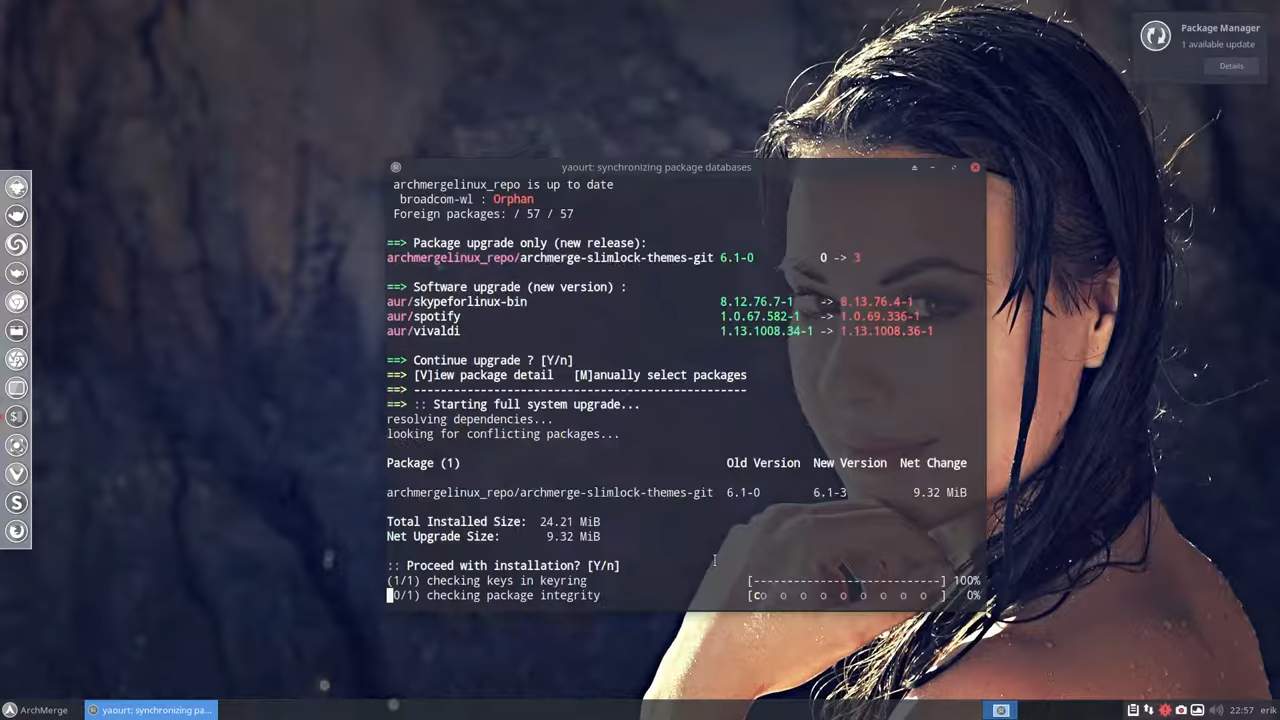 Package Manager
1 available update
Details
yaourt: synchronizing package databases
archmergelinux_repo is up to date
broadcom-wl : Orphan
Foreign packages: / 57 / 57
==> Package upgrade only (new release):
archmergelinux_repo/archmerge-slimlock-themes-git 6.1-0 0 -> 3
==> Software upgrade (new version) :
aur/skypeforlinux-bin 8.12.76.7-1 -> 8.13.76.4-1
aur/spotify 1.0.67.582-1 -> 1.0.69.336-1
aur/vivaldi 1.13.1008.34-1 -> 1.13.1008.36-1
==> Continue upgrade ? [Y/n]
==> [V]iew package detail [M]anually select packages
==> --------------------------------------------------
==> :: Starting full system upgrade...
resolving dependencies...
looking for conflicting packages...
Package (1) Old Version New Version Net Change
archmergelinux_repo/archmerge-slimlock-themes-git 6.1-0 6.1-3 9.32 MiB
Total Installed Size: 24.21 MiB
Net Upgrade Size: 9.32 MiB
:: Proceed with installation? [Y/n]
(1/1) checking keys in keyring [-----------------------------] 100%
0/1) checking package integrity [co o o o o o o o o ] 0%
ArchMerge
yaourt: synchronizing pa...
22:57
erik